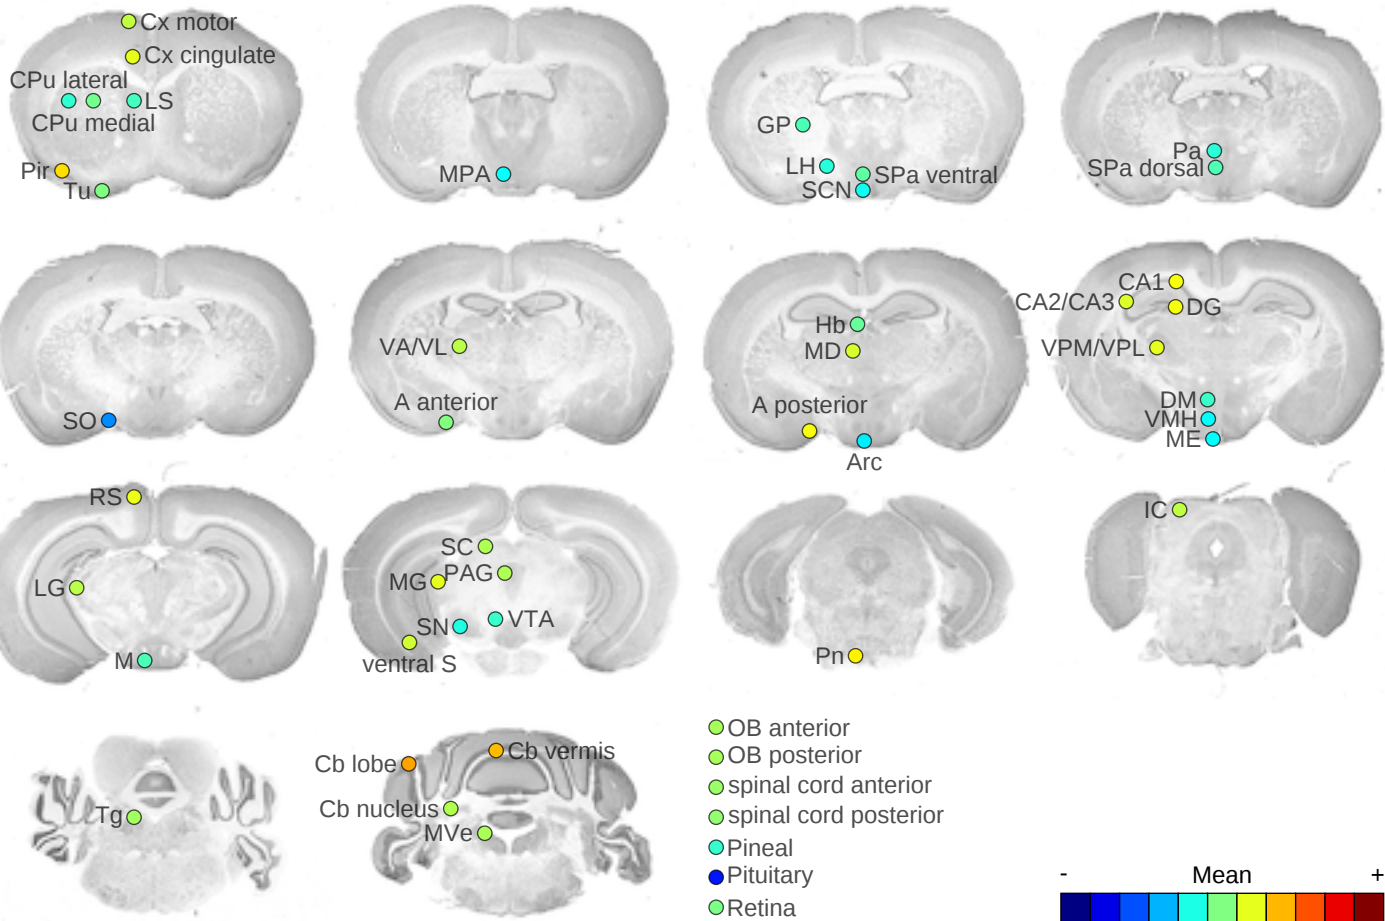 Cx motor
Cx cingulate
CPu lateral
LS
CPu medial
Pir
Tu
MPA
GP
LH
SPa ventral
SCN
Pa
SPa dorsal
SO
VA/VL
A anterior
Hb
MD
A posterior
Arc
CA1
CA2/CA3
DG
VPM/VPL
DM
VMH
ME
RS
LG
M
SC
PAG
MG
SN
VTA
ventral S
Pn
IC
Tg
Cb lobe
Cb vermis
Cb nucleus
MVe
OB anterior
OB posterior
spinal cord anterior
spinal cord posterior
Pineal
Pituitary
Retina
- Mean +